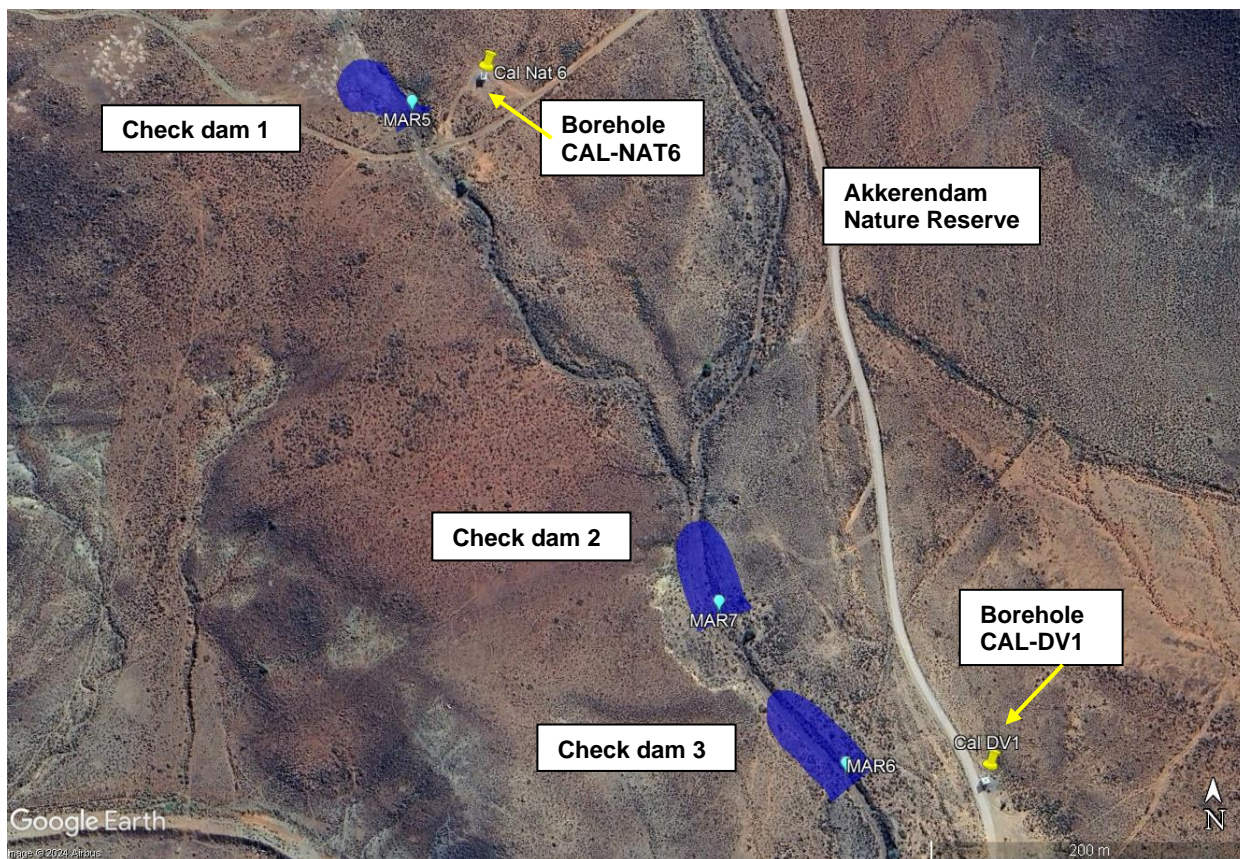 Cal Nat 6
MAR5
Check dam 1
Borehole
CAL-NAT6
Akkerendam
Nature Reserve
Check dam 2
MAR7
Borehole
CAL-DV1
Cal DV1
Check dam 3
MAR6
Google Earth
N
Image © 2024 Airbus
200 m